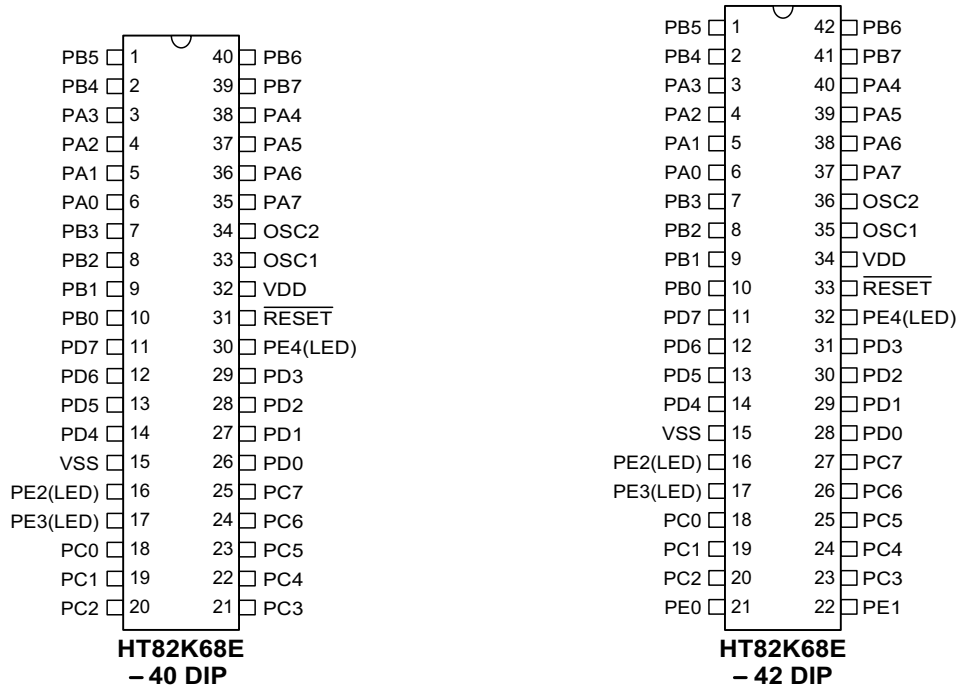 PB5 1 40 PB6
PB4 2 39 PB7
PA3 3 38 PA4
PA2 4 37 PA5
PA1 5 36 PA6
PA0 6 35 PA7
PB3 7 34 OSC2
PB2 8 33 OSC1
PB1 9 32 VDD
PB0 10 31 RESET
PD7 11 30 PE4(LED)
PD6 12 29 PD3
PD5 13 28 PD2
PD4 14 27 PD1
VSS 15 26 PD0
PE2(LED) 16 25 PC7
PE3(LED) 17 24 PC6
PC0 18 23 PC5
PC1 19 22 PC4
PC2 20 21 PC3
HT82K68E
– 40 DIP
PB5 1 42 PB6
PB4 2 41 PB7
PA3 3 40 PA4
PA2 4 39 PA5
PA1 5 38 PA6
PA0 6 37 PA7
PB3 7 36 OSC2
PB2 8 35 OSC1
PB1 9 34 VDD
PB0 10 33 RESET
PD7 11 32 PE4(LED)
PD6 12 31 PD3
PD5 13 30 PD2
PD4 14 29 PD1
VSS 15 28 PD0
PE2(LED) 16 27 PC7
PE3(LED) 17 26 PC6
PC0 18 25 PC5
PC1 19 24 PC4
PC2 20 23 PC3
PE0 21 22 PE1
HT82K68E
– 42 DIP